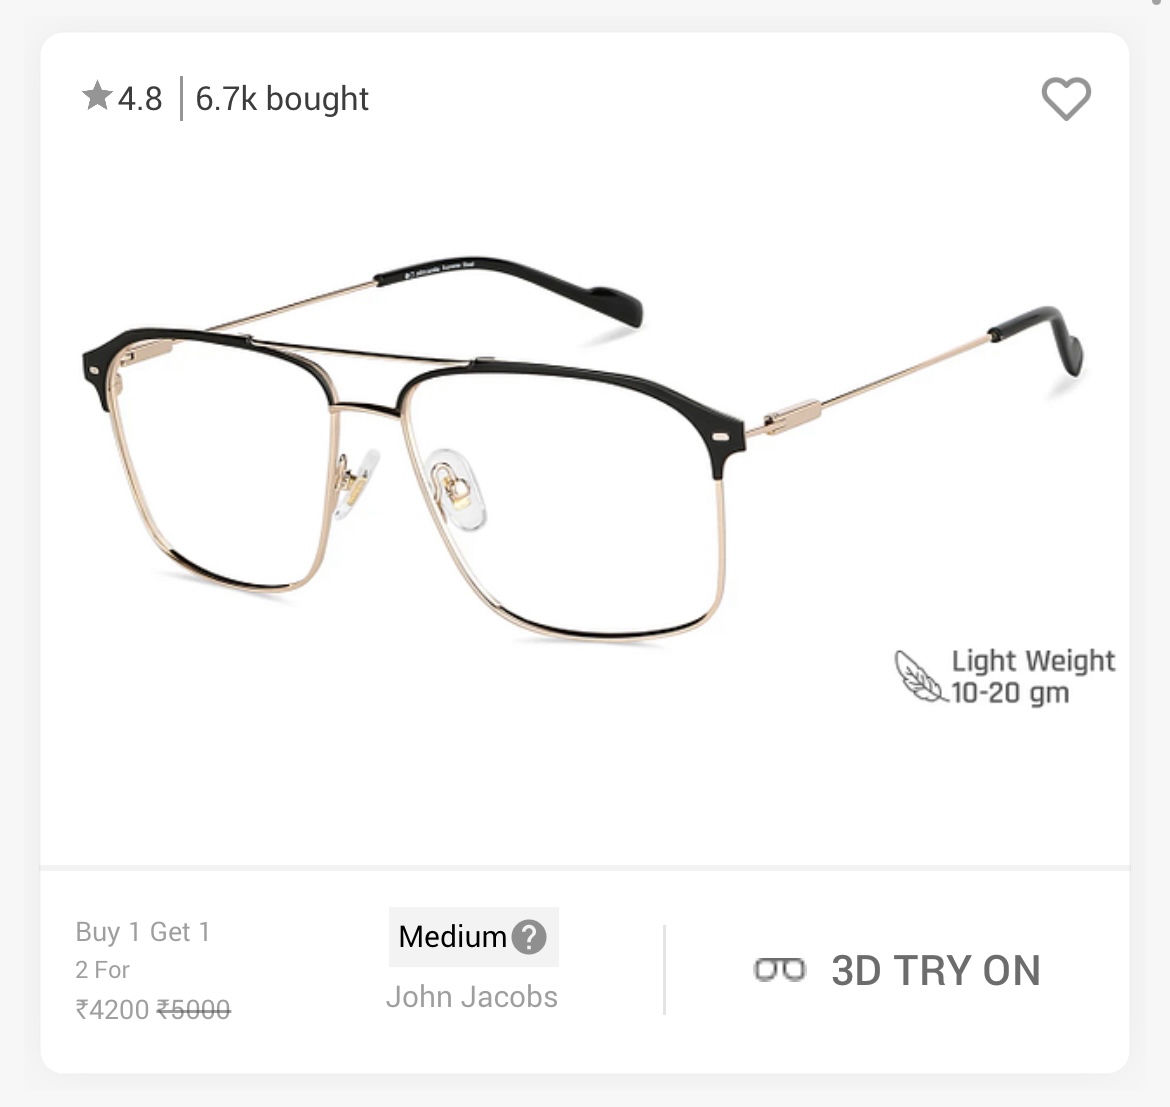 4.8 | 6.7k bought
Light Weight
10-20 gm
Buy 1 Get 1
2 For
₹4200 ₹5000
Medium ?
John Jacobs
3D TRY ON